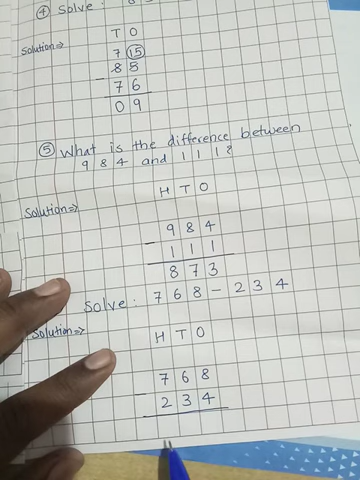 ④ Solve :
Solution⇒
T O
7 ⑮
8 5
- 7 6
0 9
⑤ What is the difference between
9 8 4 and 1 1 1 ?
H T O
Solution⇒
9 8 4
- 1 1 1
8 7 3
Solve : 7 6 8 - 2 3 4
Solution⇒
H T O
7 6 8
- 2 3 4